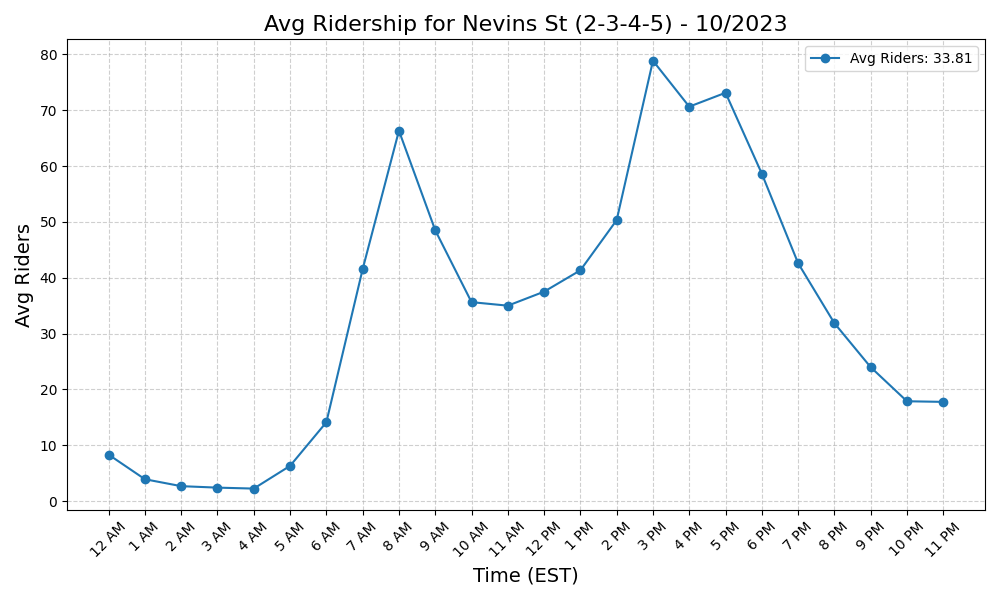 Avg Ridership for Nevins St (2-3-4-5) - 10/2023
Avg Riders: 33.81
80
70
60
50
40
30
20
10
0
Avg Riders
12 AM
1 AM
2 AM
3 AM
4 AM
5 AM
6 AM
7 AM
8 AM
9 AM
10 AM
11 AM
12 PM
1 PM
2 PM
3 PM
4 PM
5 PM
6 PM
7 PM
8 PM
9 PM
10 PM
11 PM
Time (EST)